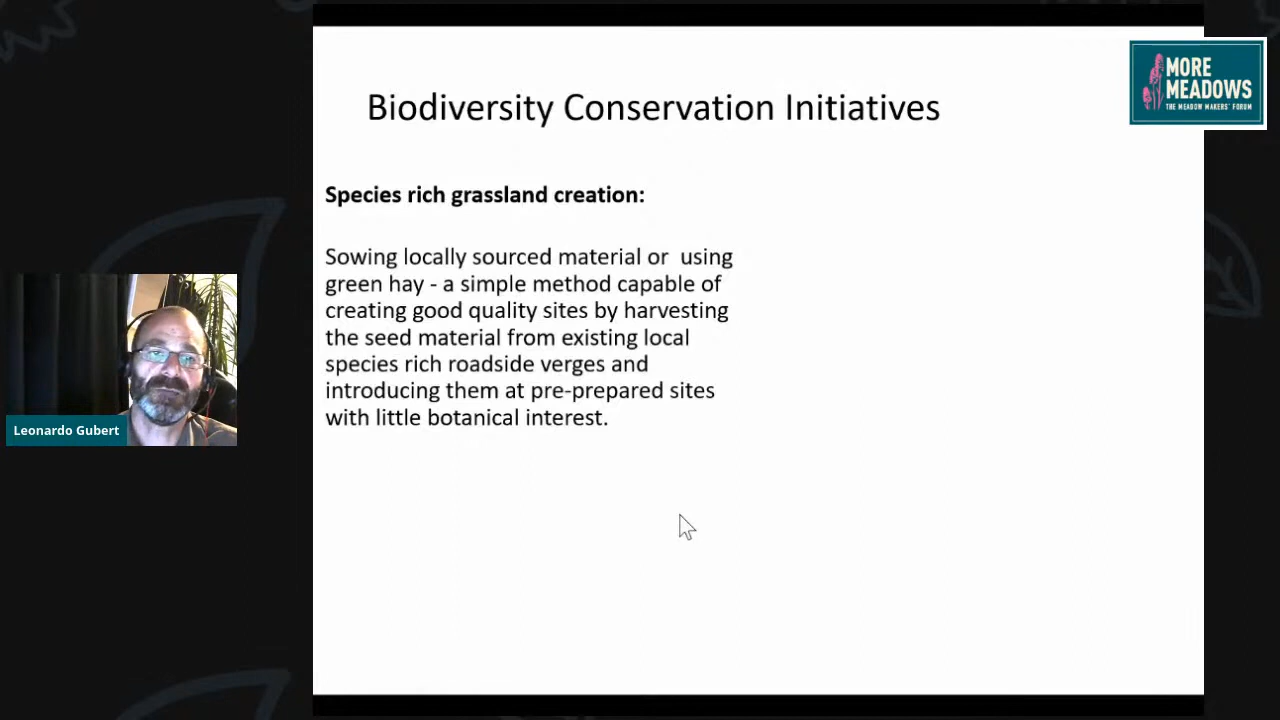 Biodiversity Conservation Initiatives
MORE
MEADOWS
THE MEADOW MAKERS' FORUM
Species rich grassland creation:
Sowing locally sourced material or  using
green hay - a simple method capable of
creating good quality sites by harvesting
the seed material from existing local
species rich roadside verges and
introducing them at pre-prepared sites
with little botanical interest.
Leonardo Gubert